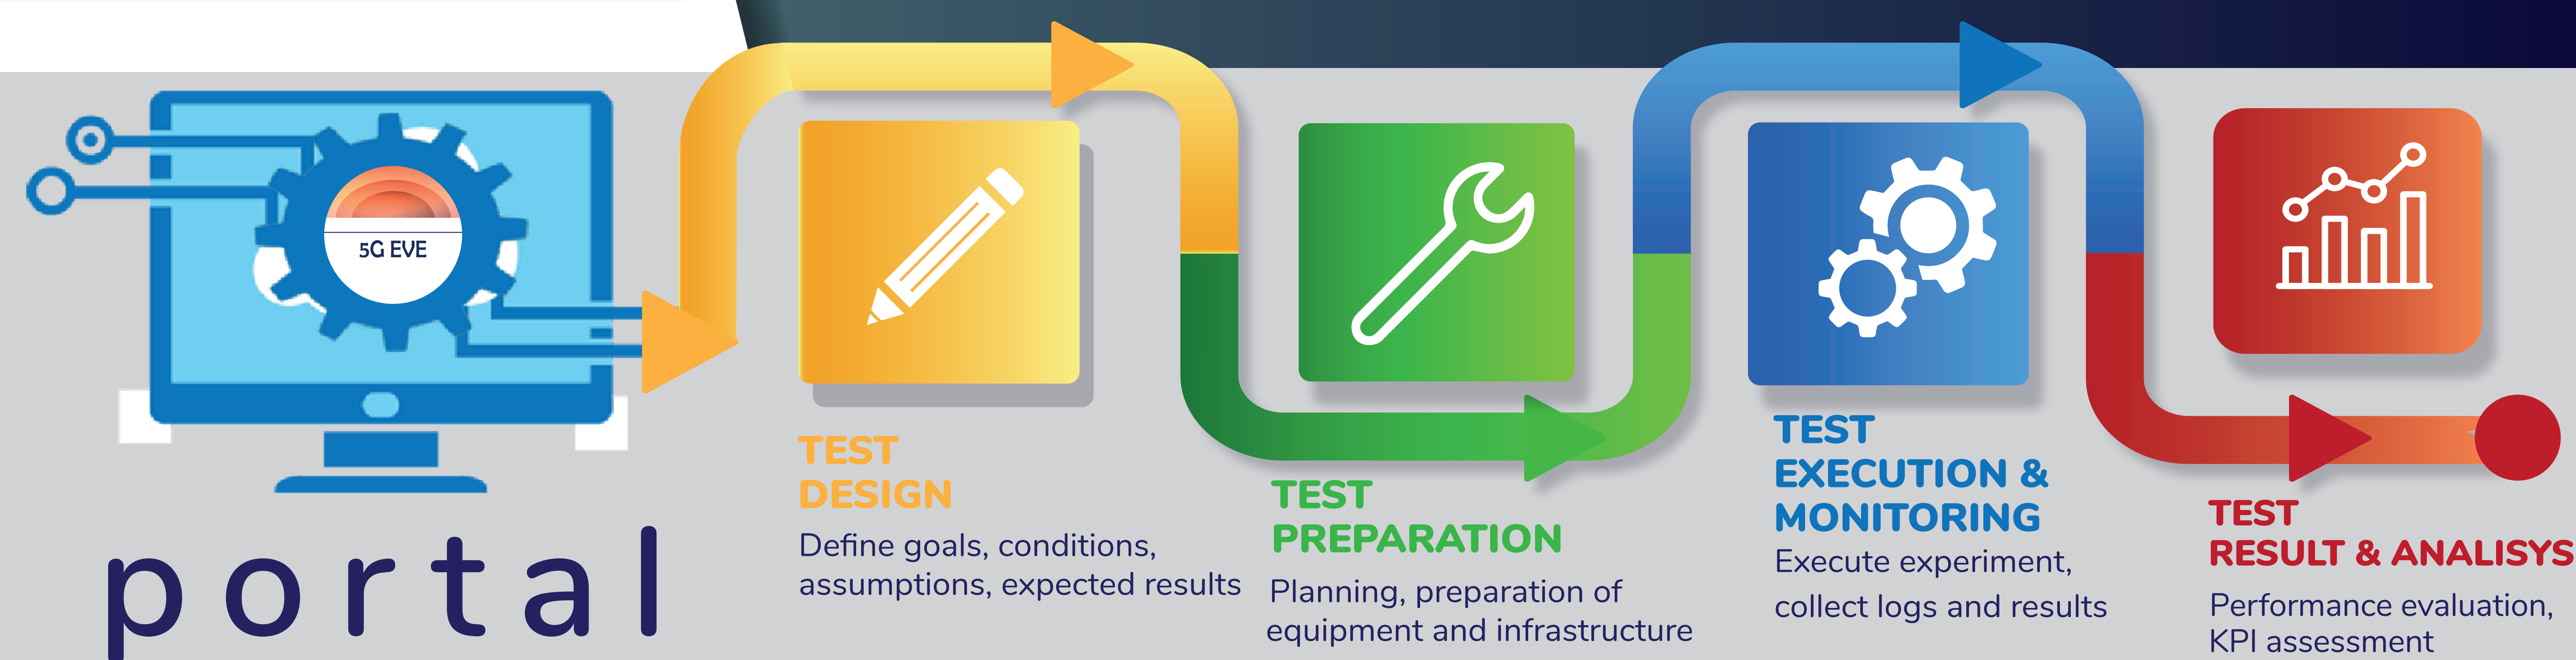 5G EVE
portal
TEST
DESIGN
Define goals, conditions,
assumptions, expected results
TEST
PREPARATION
Planning, preparation of
equipment and infrastructure
TEST
EXECUTION &
MONITORING
Execute experiment,
collect logs and results
TEST
RESULT & ANALISYS
Performance evaluation,
KPI assessment